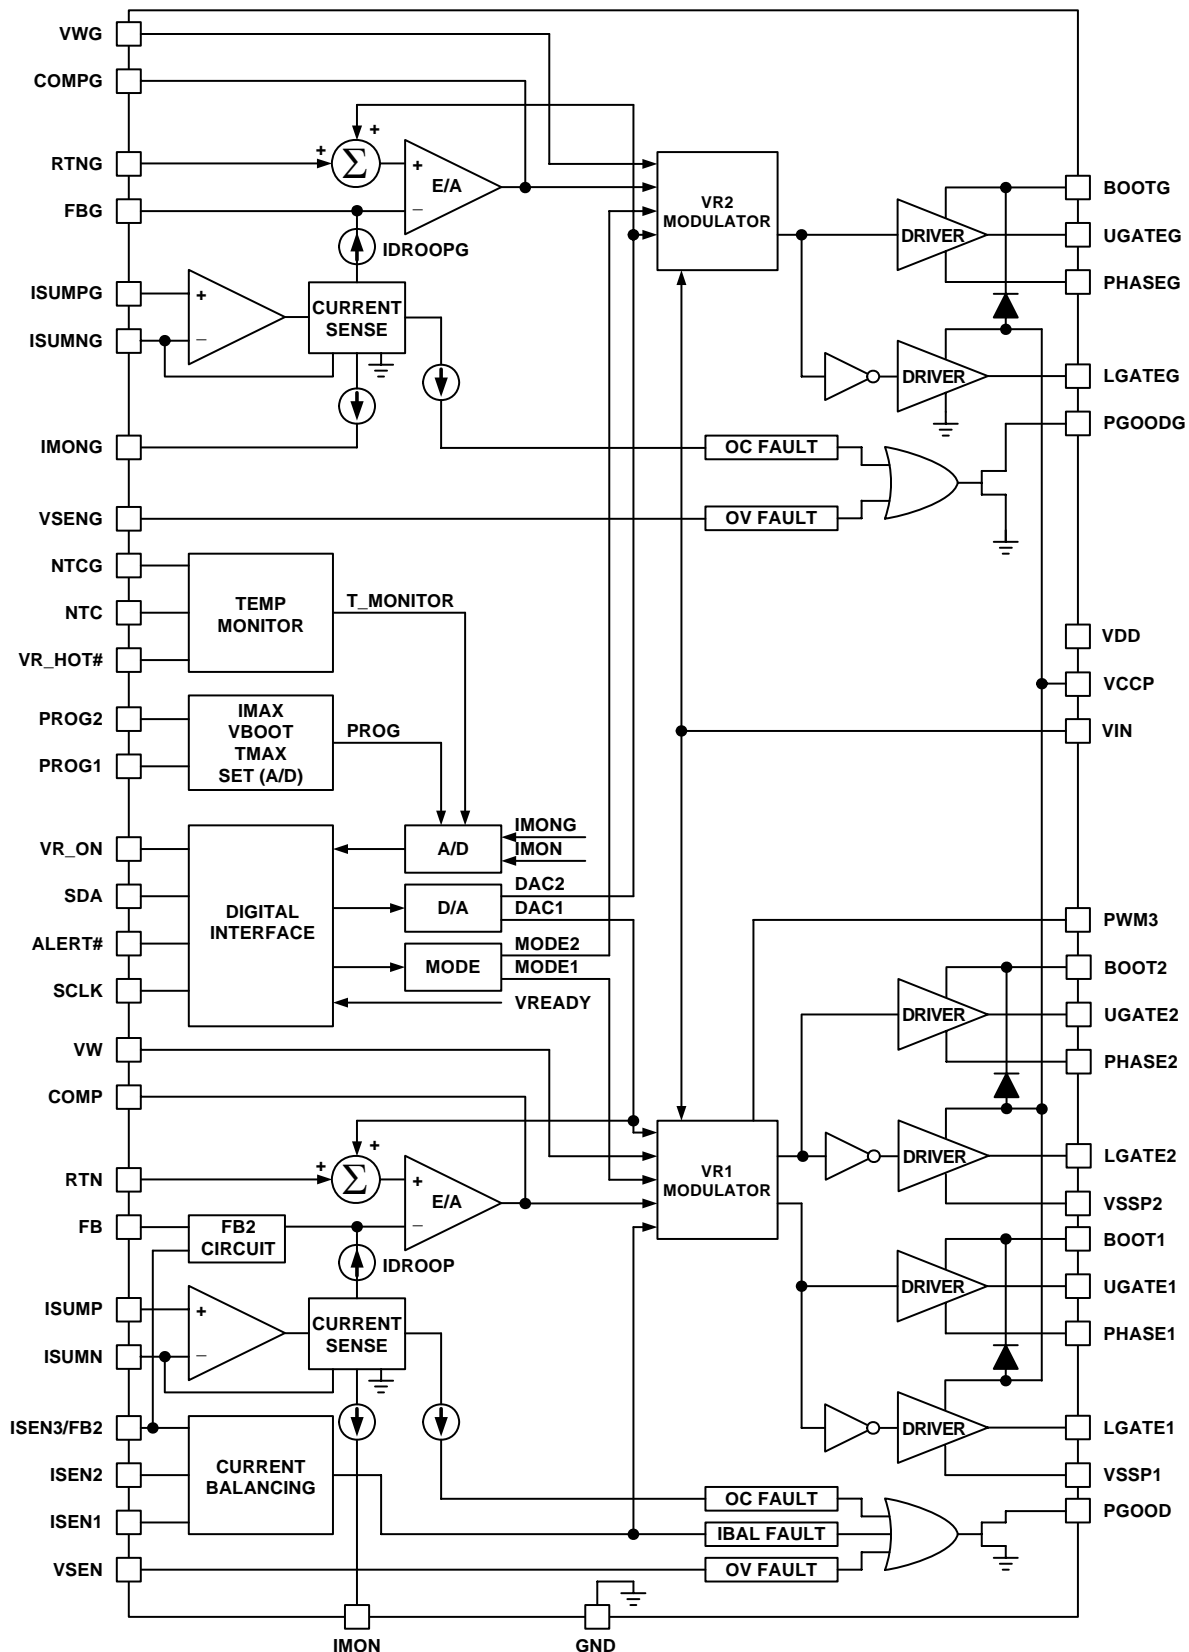 VWG
COMPG
RTNG
FBG
ISUMPG
ISUMNG
IMONG
VSENG
NTCG
NTC
VR_HOT#
PROG2
PROG1
VR_ON
SDA
ALERT#
SCLK
VW
COMP
RTN
FB
ISUMP
ISUMN
ISEN3/FB2
ISEN2
ISEN1
VSEN
+
+
Σ
+
E/A
−
IDROOPG
+
−
CURRENT
SENSE
VR2
MODULATOR
DRIVER
DRIVER
OC FAULT
OV FAULT
TEMP
MONITOR
T_MONITOR
IMAX
VBOOT
TMAX
SET (A/D)
PROG
A/D
IMONG
IMON
DIGITAL
INTERFACE
D/A
DAC2
DAC1
MODE
MODE2
MODE1
VREADY
+
+
Σ
+
E/A
−
FB2
CIRCUIT
IDROOP
+
−
CURRENT
SENSE
CURRENT
BALANCING
VR1
MODULATOR
DRIVER
DRIVER
DRIVER
DRIVER
OC FAULT
IBAL FAULT
OV FAULT
BOOTG
UGATEG
PHASEG
LGATEG
PGOODG
VDD
VCCP
VIN
PWM3
BOOT2
UGATE2
PHASE2
LGATE2
VSSP2
BOOT1
UGATE1
PHASE1
LGATE1
VSSP1
PGOOD
IMON
GND